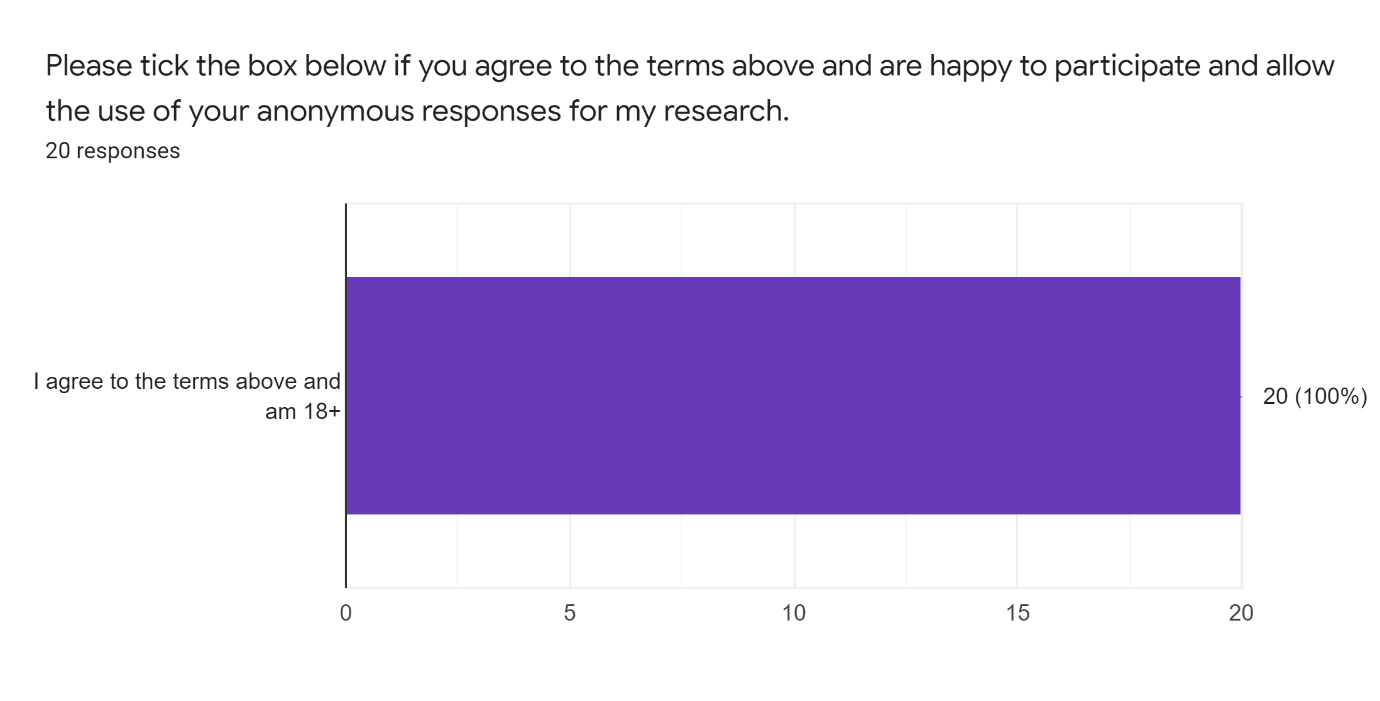 Please tick the box below if you agree to the terms above and are happy to participate and allow
the use of your anonymous responses for my research.
20 responses
I agree to the terms above and
am 18+
20 (100%)
0
5
10
15
20